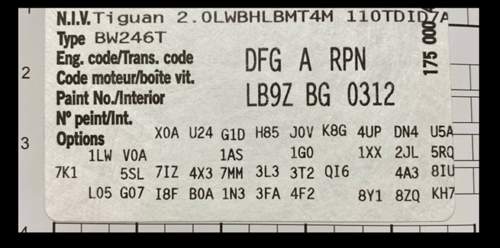 N.I.V. Tiguan 2.0LWBHLBMT4M 110TDID7A
Type BW246T
Eng. code/Trans. code DFG A RPN
Code moteur/boîte vit.
Paint No./Interior LB9Z BG 0312
Nº peint/Int.
Options X0A U24 G1D H85 J0V K8G 4UP DN4 U5A
1LW V0A 1AS 1G0 1XX 2JL 5RQ
7K1 5SL 7IZ 4X3 7MM 3L3 3T2 QI6 4A3 8IU
L05 G07 I8F B0A 1N3 3FA 4F2 8Y1 8ZQ KH7
175 000
2
3